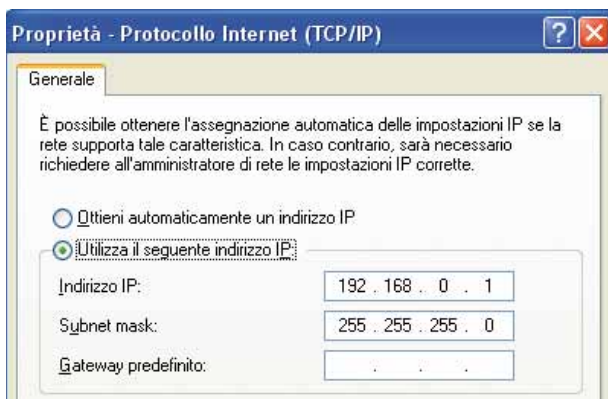 Proprietà - Protocollo Internet (TCP/IP)
Generale
È possibile ottenere l'assegnazione automatica delle impostazioni IP se la
rete supporta tale caratteristica. In caso contrario, sarà necessario
richiedere all'amministratore di rete le impostazioni IP corrette.
Ottieni automaticamente un indirizzo IP
Utilizza il seguente indirizzo IP:
Indirizzo IP: 192 . 168 . 0 . 1
Subnet mask: 255 . 255 . 255 . 0
Gateway predefinito: . . .